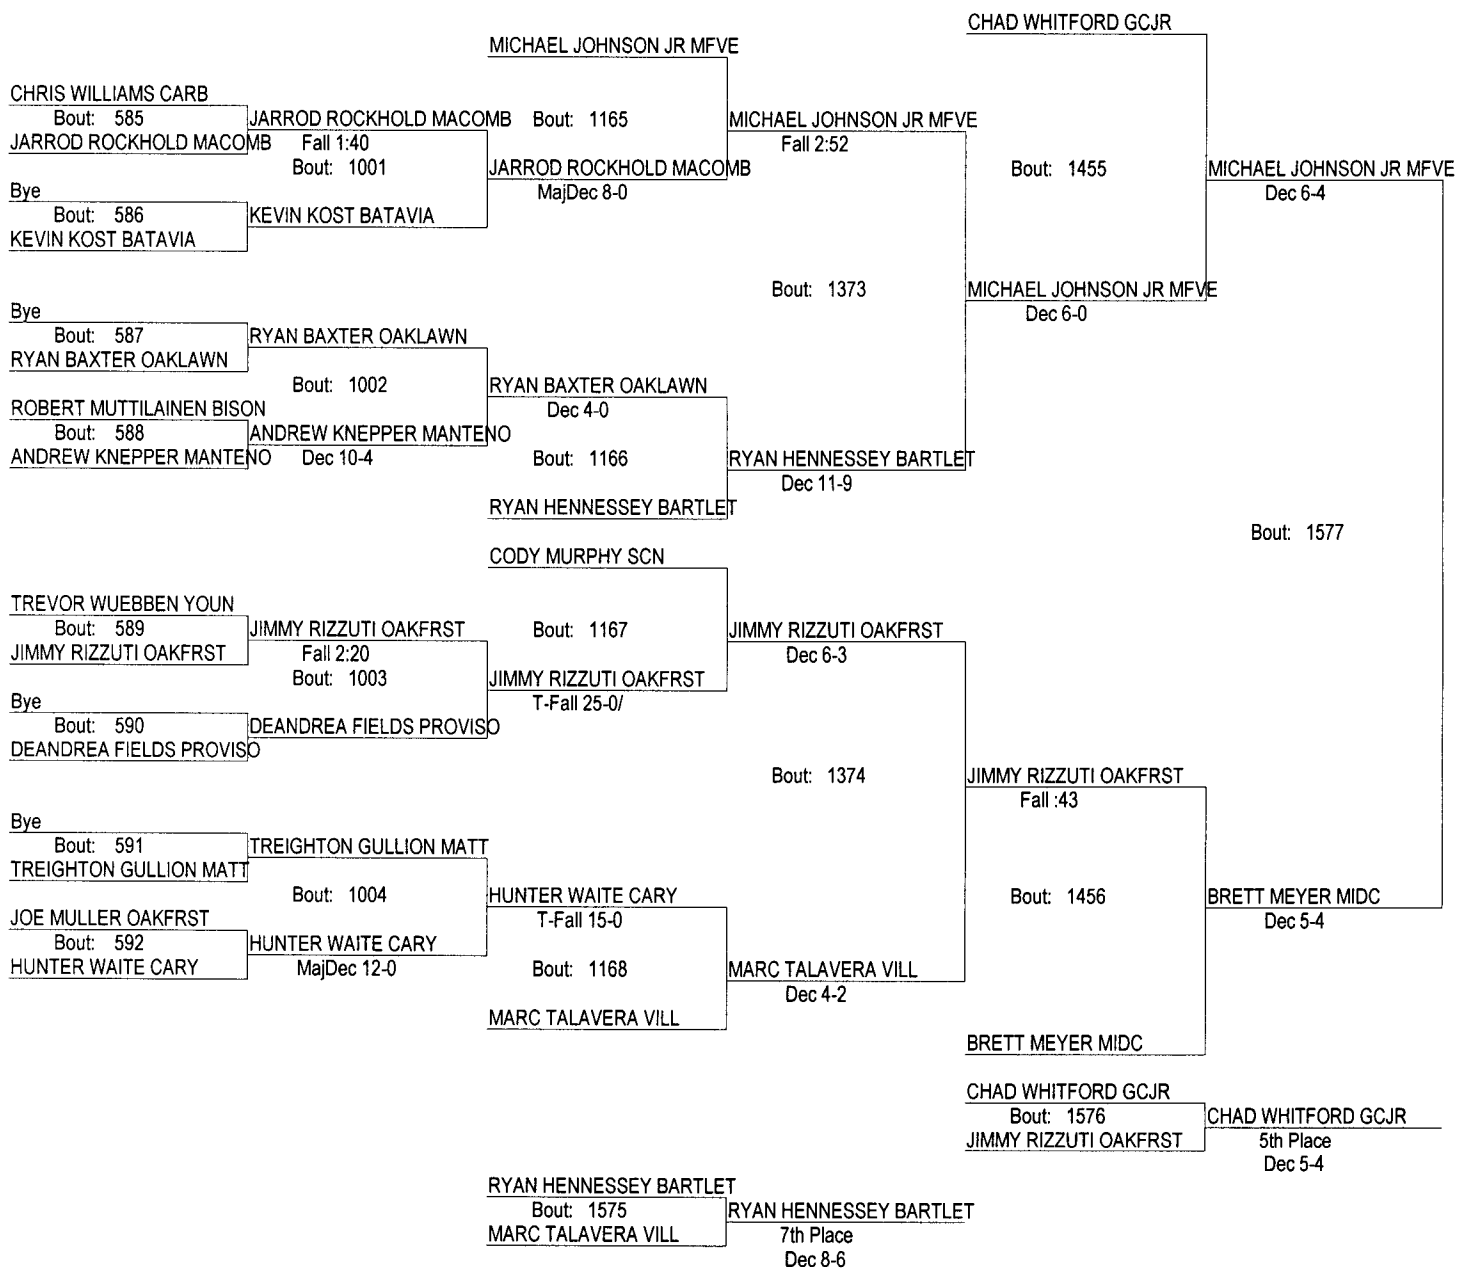 CHAD WHITFORD GCJR
MICHAEL JOHNSON JR MFVE
CHRIS WILLIAMS CARB
Bout: 585
JARROD ROCKHOLD MACOMB
JARROD ROCKHOLD MACOMB
Fall 1:40
Bout: 1001
Bye
Bout: 586
KEVIN KOST BATAVIA
KEVIN KOST BATAVIA
Bout: 1165
JARROD ROCKHOLD MACOMB
MajDec 8-0
MICHAEL JOHNSON JR MFVE
Fall 2:52
Bout: 1455
MICHAEL JOHNSON JR MFVE
Dec 6-4
Bout: 1373
MICHAEL JOHNSON JR MFVE
Dec 6-0
Bye
Bout: 587
RYAN BAXTER OAKLAWN
RYAN BAXTER OAKLAWN
Bout: 1002
ROBERT MUTTILAINEN BISON
Bout: 588
ANDREW KNEPPER MANTENO
ANDREW KNEPPER MANTENO
Dec 10-4
RYAN BAXTER OAKLAWN
Dec 4-0
Bout: 1166
RYAN HENNESSEY BARTLET
RYAN HENNESSEY BARTLET
Dec 11-9
Bout: 1577
CODY MURPHY SCN
TREVOR WUEBBEN YOUN
Bout: 589
JIMMY RIZZUTI OAKFRST
JIMMY RIZZUTI OAKFRST
Fall 2:20
Bout: 1003
Bye
Bout: 590
DEANDREA FIELDS PROVISO
DEANDREA FIELDS PROVISO
Bout: 1167
JIMMY RIZZUTI OAKFRST
T-Fall 25-0/
JIMMY RIZZUTI OAKFRST
Dec 6-3
Bout: 1374
JIMMY RIZZUTI OAKFRST
Fall :43
Bye
Bout: 591
TREIGHTON GULLION MATT
TREIGHTON GULLION MATT
Bout: 1004
JOE MULLER OAKFRST
Bout: 592
HUNTER WAITE CARY
HUNTER WAITE CARY
MajDec 12-0
HUNTER WAITE CARY
T-Fall 15-0
Bout: 1168
MARC TALAVERA VILL
MARC TALAVERA VILL
Dec 4-2
Bout: 1456
BRETT MEYER MIDC
Dec 5-4
BRETT MEYER MIDC
CHAD WHITFORD GCJR
Bout: 1576
JIMMY RIZZUTI OAKFRST
CHAD WHITFORD GCJR
5th Place
Dec 5-4
RYAN HENNESSEY BARTLET
Bout: 1575
MARC TALAVERA VILL
RYAN HENNESSEY BARTLET
7th Place
Dec 8-6